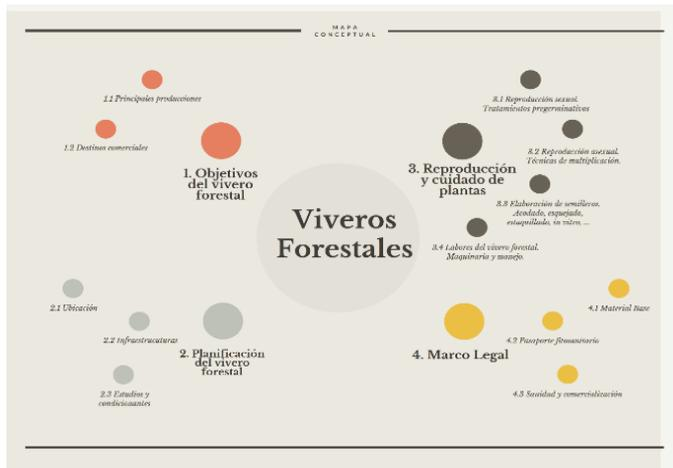 MAPA
CONCEPTUAL
1.1 Principales producciones
1.2 Destinos comerciales
1. Objetivos
del vivero
forestal
Viveros
Forestales
3.1 Reproducción sexual.
Tratamientos pregerminativos
3.2 Reproducción asexual.
Técnicas de multiplicación.
3. Reproducción
y cuidado de
plantas
3.3 Elaboración de semilleros.
Acodado, esquejado,
estaquillado, in vitro, ...
3.4 Labores del vivero forestal.
Maquinaria y manejo.
2.1 Ubicación
2.2 Infraestructuras
2. Planificación
del vivero
forestal
2.3 Estudios y
condicionantes
4. Marco Legal
4.1 Material Base
4.2 Pasaporte fitosanitario
4.3 Sanidad y comercialización